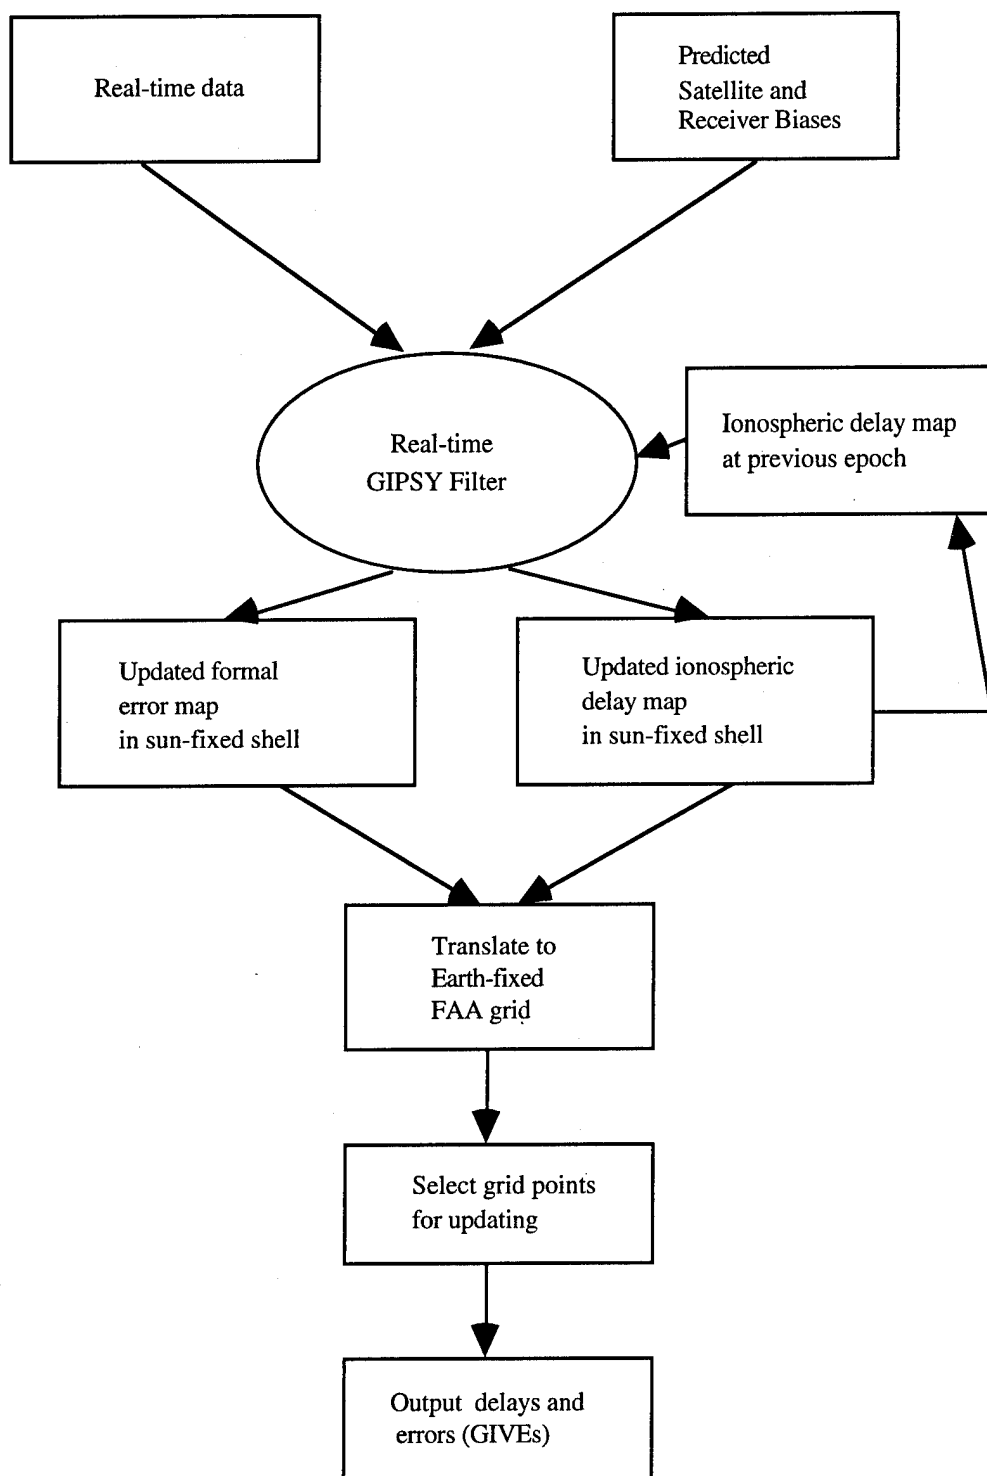 Real-time data
Predicted
Satellite and
Receiver Biases
Real-time
GIPSY Filter
Ionospheric delay map
at previous epoch
Updated formal
error map
in sun-fixed shell
Updated ionospheric
delay map
in sun-fixed shell
Translate to
Earth-fixed
FAA grid
Select grid points
for updating
Output delays and
errors (GIVEs)